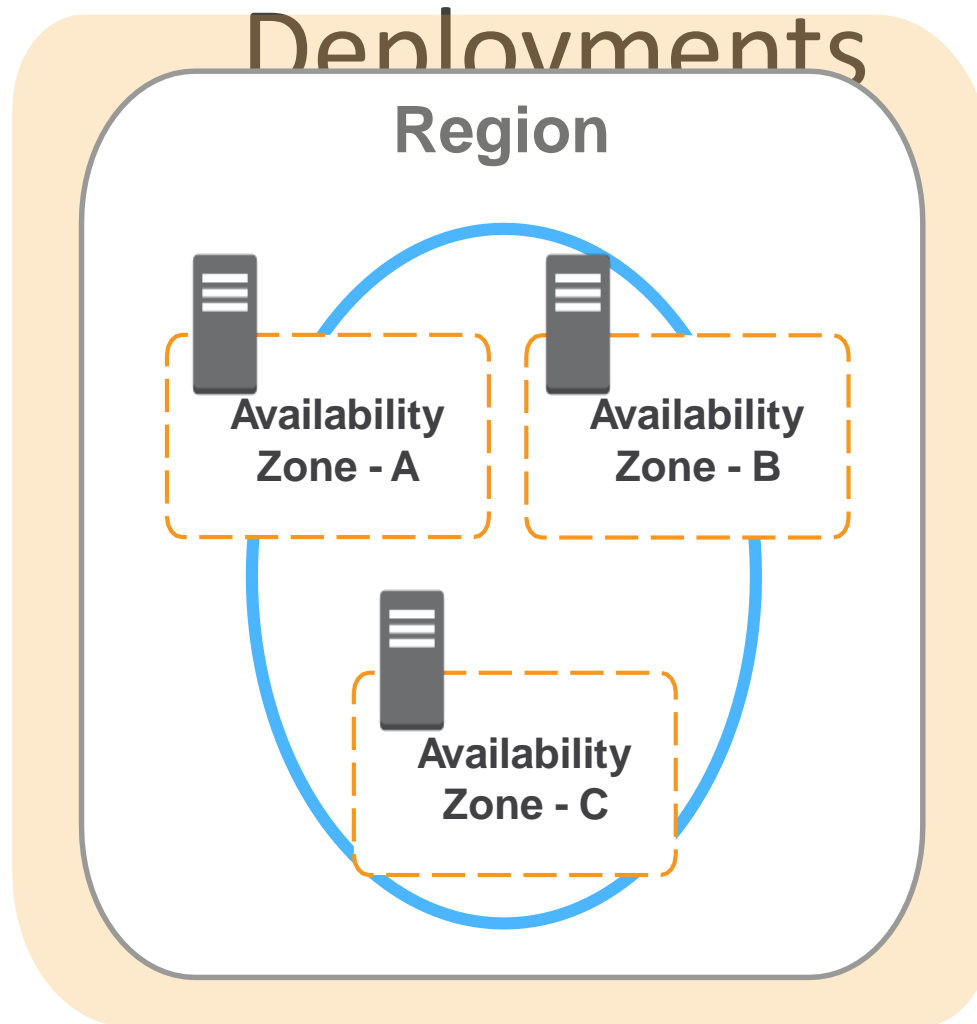 Deployments
Region
Availability
Zone - A
Availability
Zone - B
Availability
Zone - C